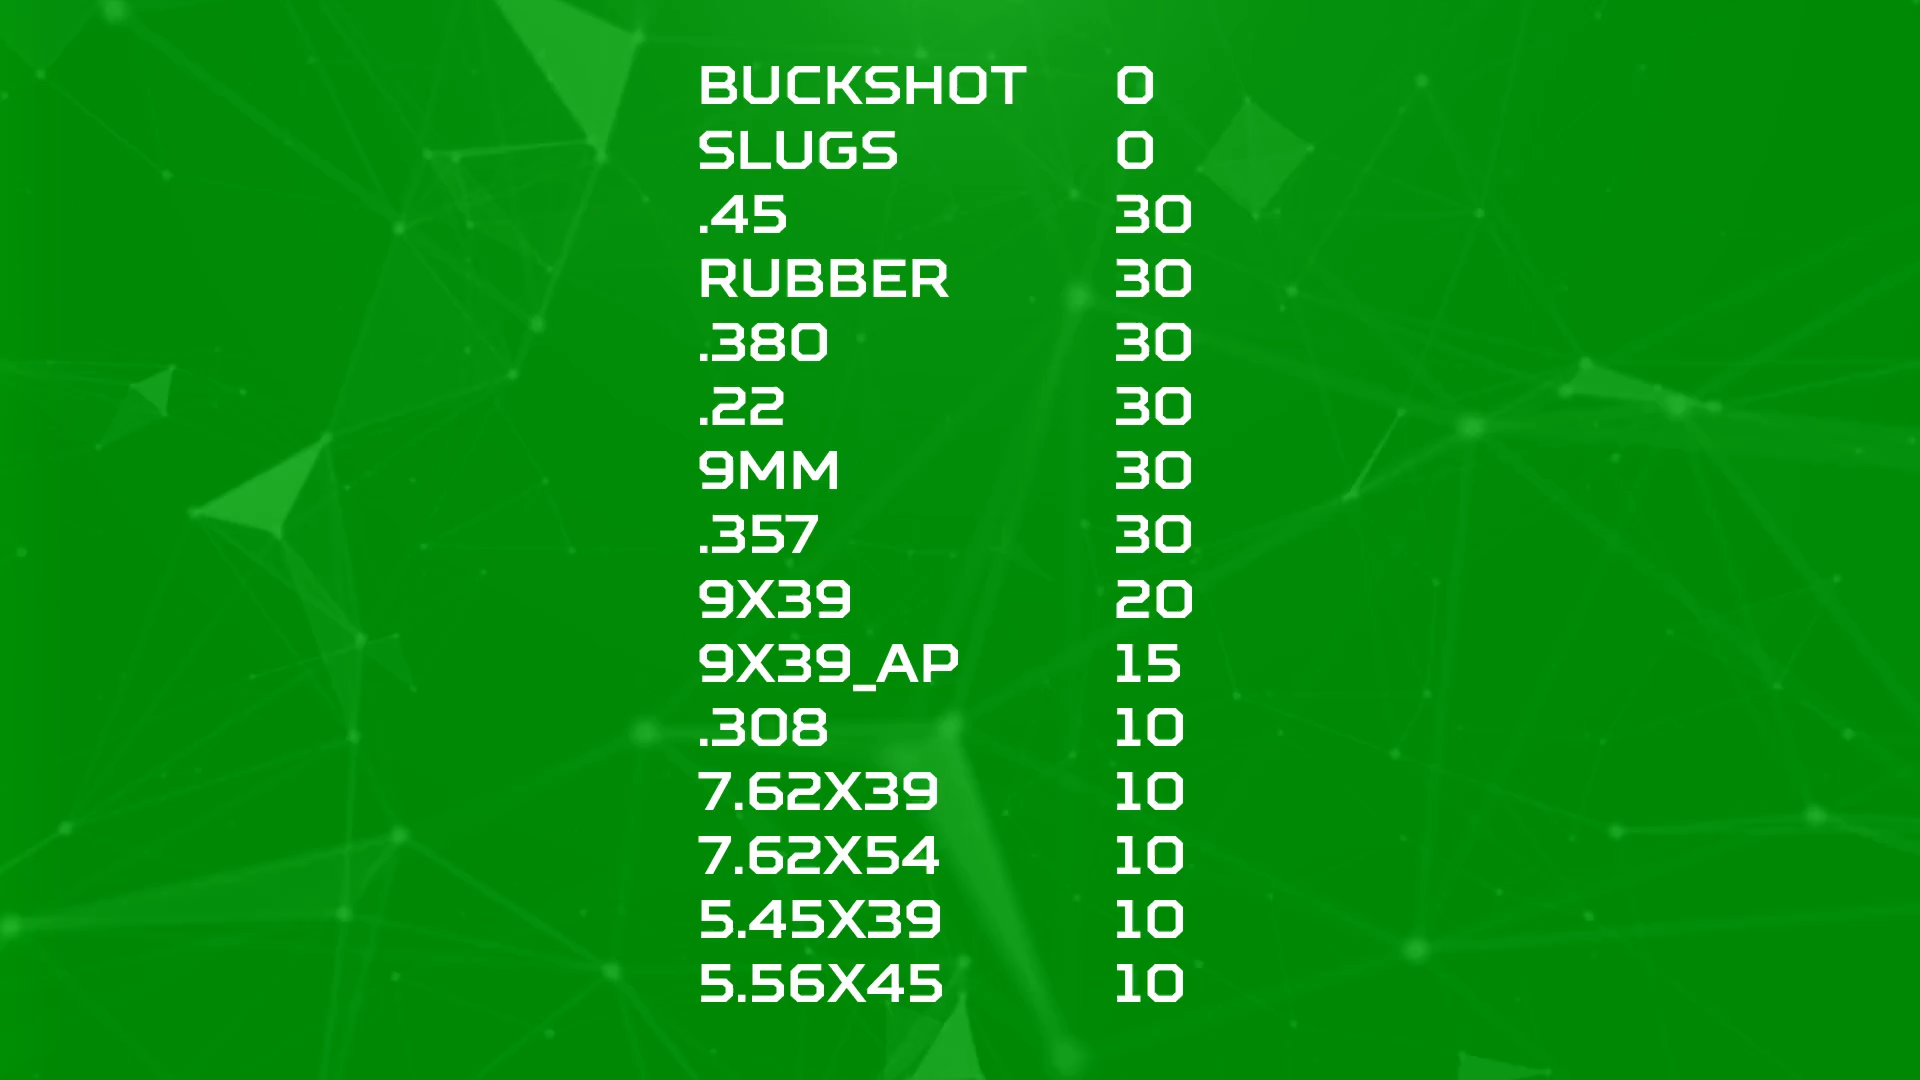 BUCKSHOT 0
SLUGS 0
.45 30
RUBBER 30
.380 30
.22 30
9MM 30
.357 30
9X39 20
9X39_AP 15
.308 10
7.62X39 10
7.62X54 10
5.45X39 10
5.56X45 10